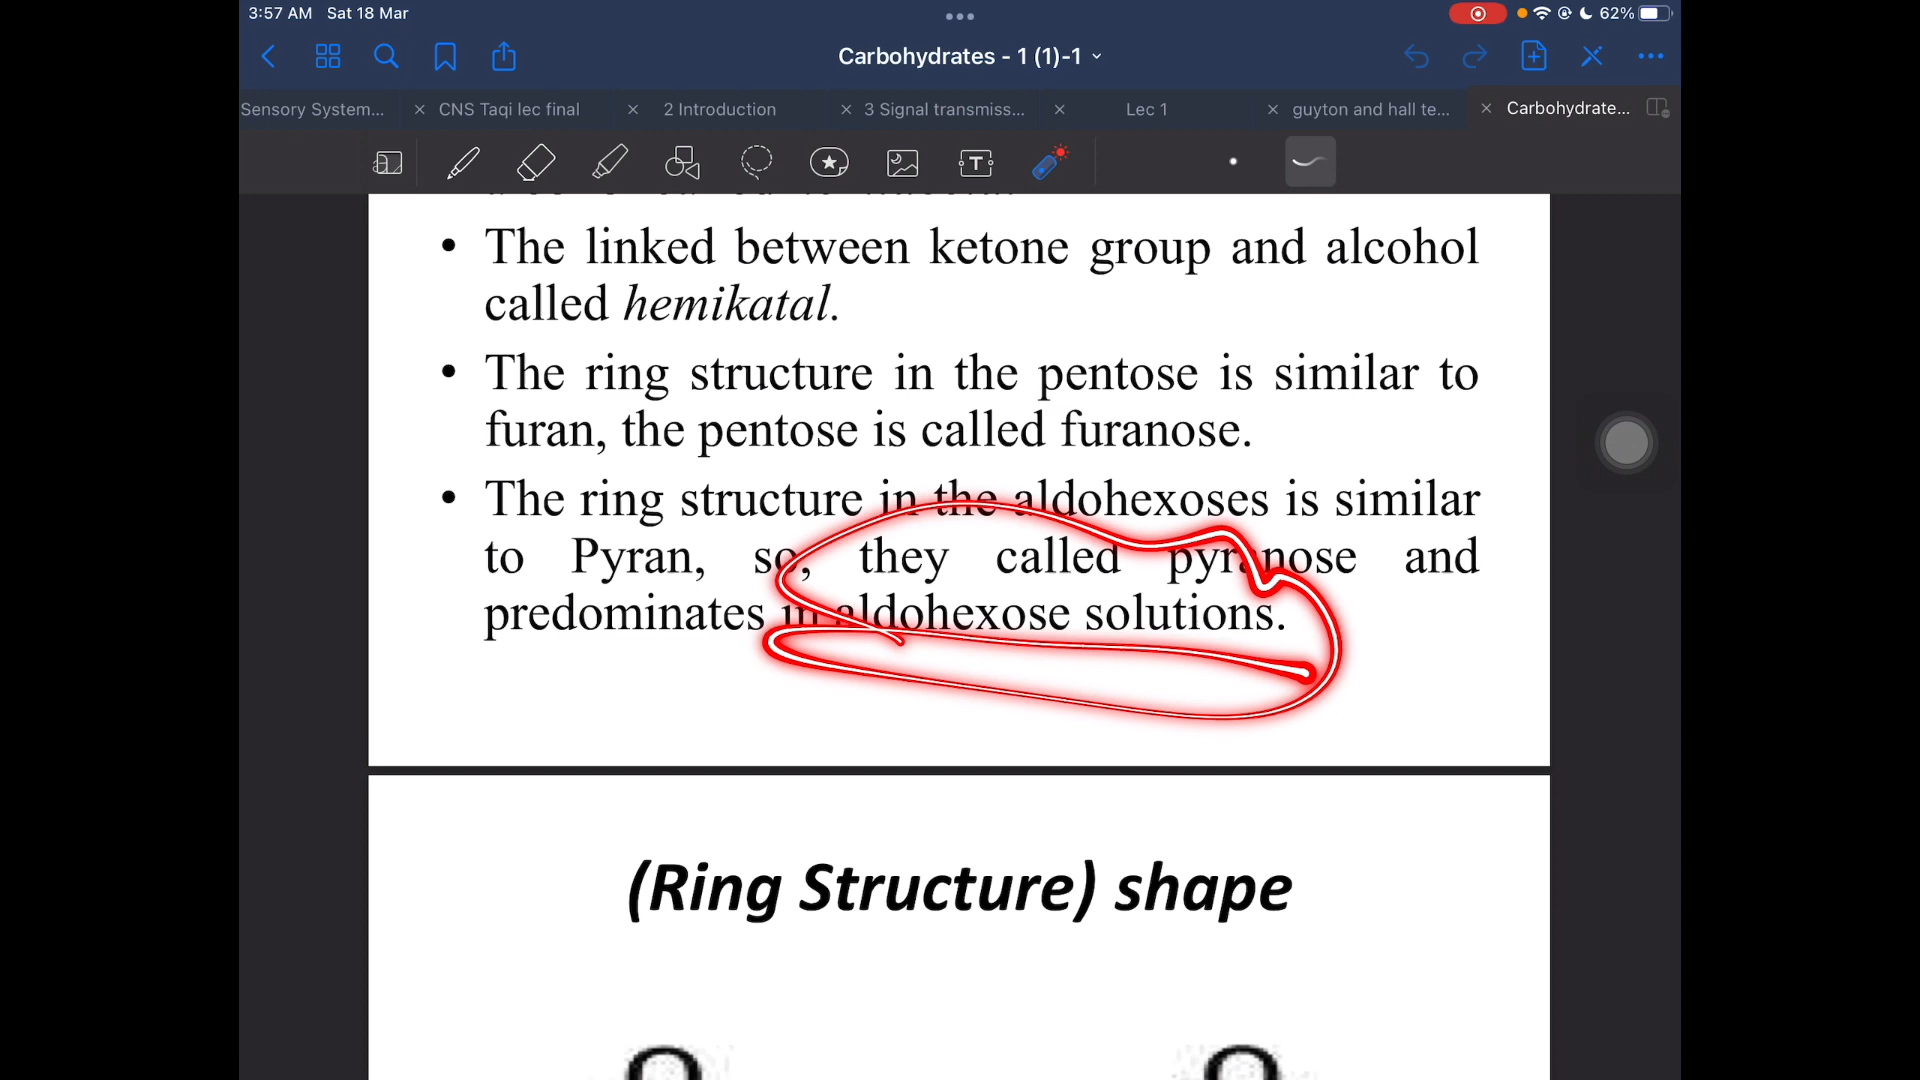 3:57 AM Sat 18 Mar
62%
Carbohydrates - 1 (1)-1
Sensory System...
CNS Taqi lec final
2 Introduction
3 Signal transmiss...
Lec 1
guyton and hall te...
Carbohydrate...
• The linked between ketone group and alcohol
called hemikatal.
• The ring structure in the pentose is similar to
furan, the pentose is called furanose.
• The ring structure in the aldohexoses is similar
to Pyran, so, they called pyranose and
predominates in aldohexose solutions.
(Ring Structure) shape